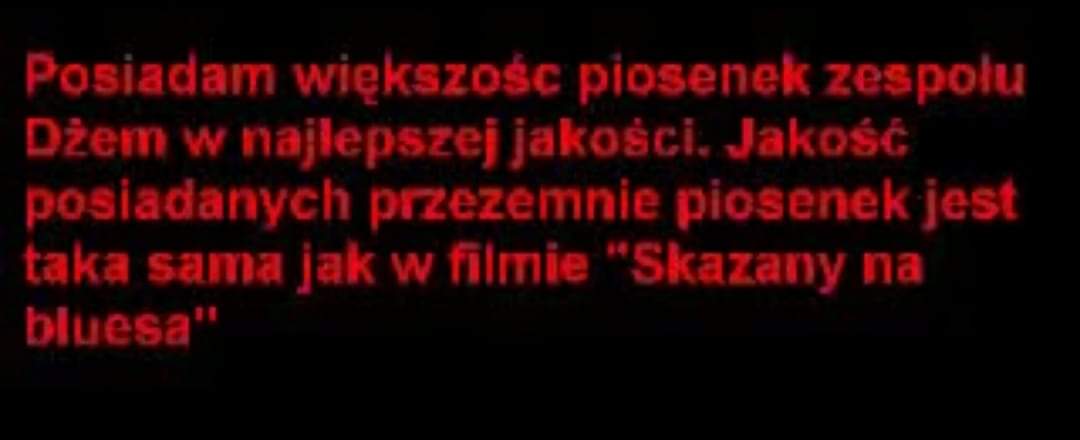 Posiadam większośc piosenek zespołu
Dżem w najlepszej jakości. Jakość
posiadanych przezemnie piosenek jest
taka sama jak w filmie "Skazany na
bluesa"